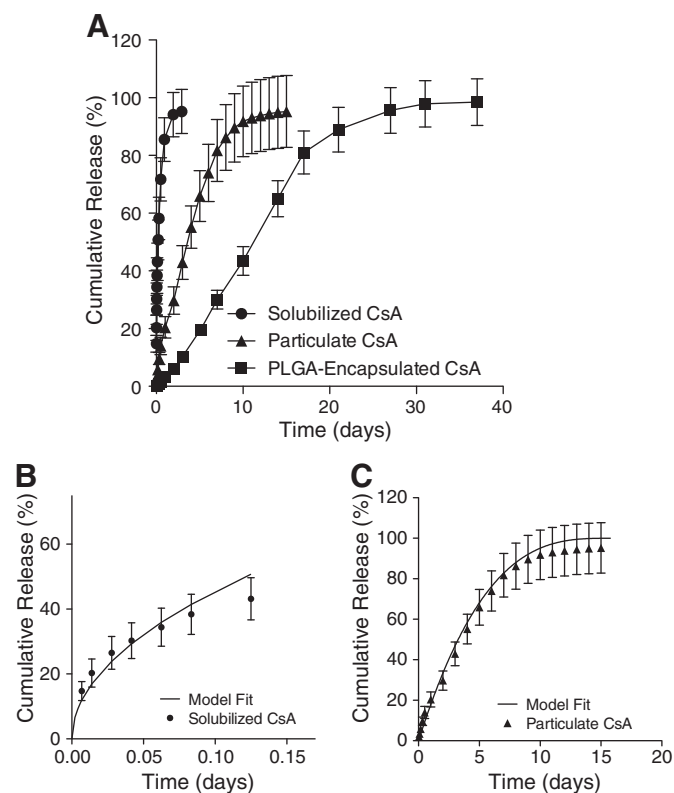 A
120
100
80
60
40
20
0
Cumulative Release (%)
Solubilized CsA
Particulate CsA
PLGA-Encapsulated CsA
0 10 20 30 40
Time (days)
B
60
40
20
0
Cumulative Release (%)
Model Fit
Solubilized CsA
0.00 0.05 0.10 0.15
Time (days)
C
120
100
80
60
40
20
0
Cumulative Release (%)
Model Fit
Particulate CsA
0 5 10 15 20
Time (days)